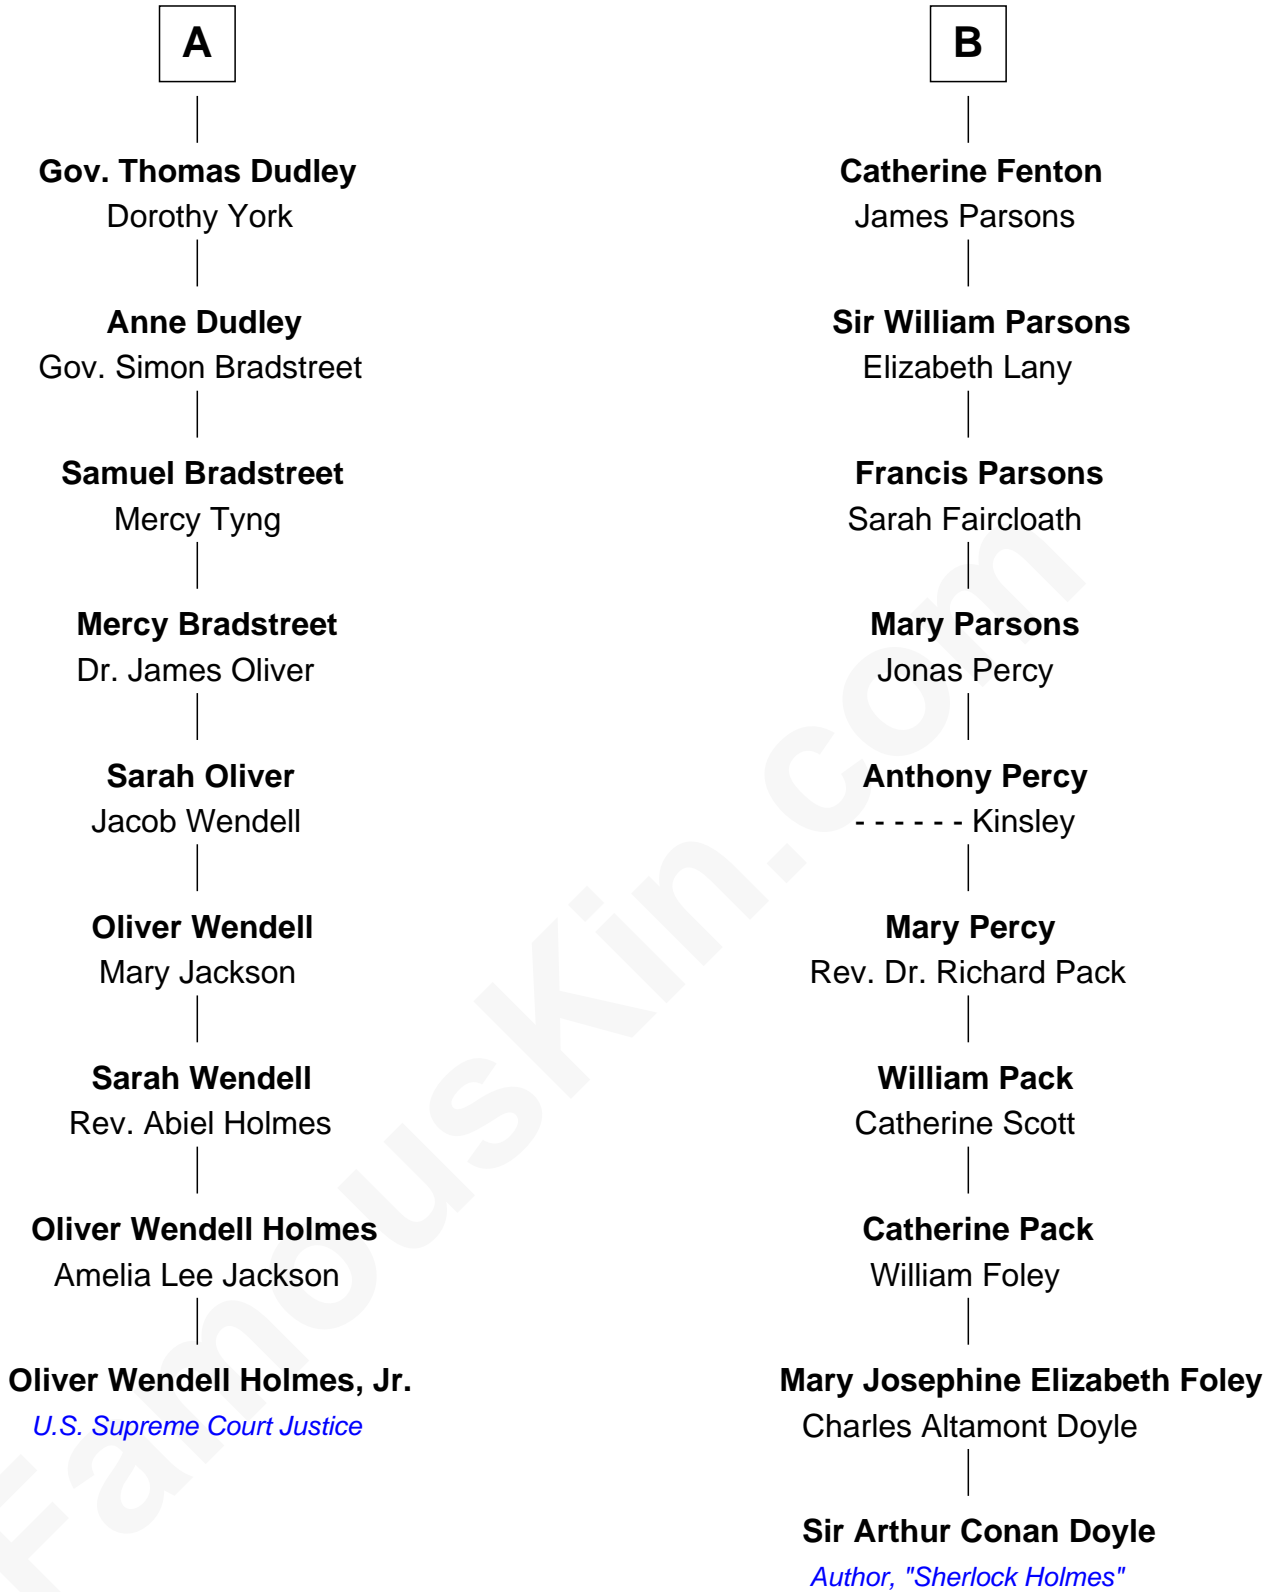 A
Gov. Thomas Dudley
Dorothy York
Anne Dudley
Gov. Simon Bradstreet
Samuel Bradstreet
Mercy Tyng
Mercy Bradstreet
Dr. James Oliver
Sarah Oliver
Jacob Wendell
Oliver Wendell
Mary Jackson
Sarah Wendell
Rev. Abiel Holmes
Oliver Wendell Holmes
Amelia Lee Jackson
Oliver Wendell Holmes, Jr.
U.S. Supreme Court Justice
B
Catherine Fenton
James Parsons
Sir William Parsons
Elizabeth Lany
Francis Parsons
Sarah Faircloath
Mary Parsons
Jonas Percy
Anthony Percy
- - - - - - Kinsley
Mary Percy
Rev. Dr. Richard Pack
William Pack
Catherine Scott
Catherine Pack
William Foley
Mary Josephine Elizabeth Foley
Charles Altamont Doyle
Sir Arthur Conan Doyle
Author, "Sherlock Holmes"
FamousKin.com